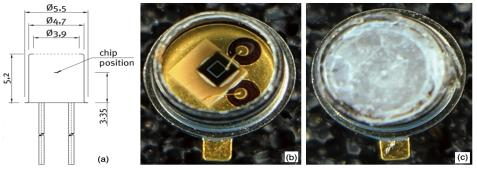 Ø5.5
Ø4.7
Ø3.9
chip
position
5.2
3.35
(a)
(b)
(c)